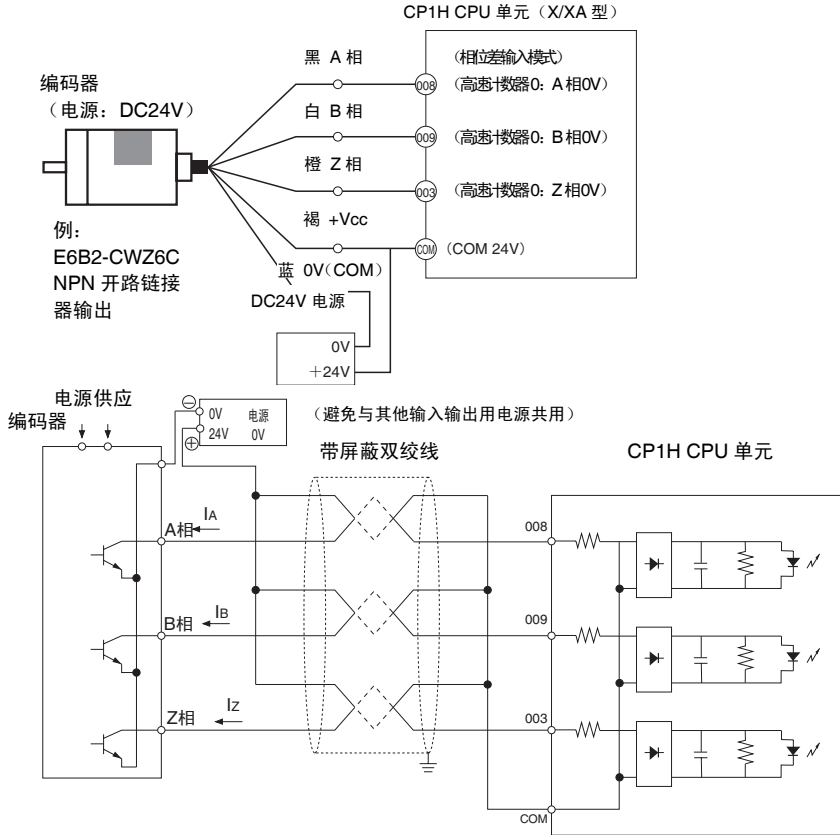 CP1H CPU 单元（X/XA 型）
黑 A 相
(相位差输入模式)
编码器
（电源：DC24V）
008
(高速计数器0：A 相0V)
白 B 相
009
(高速计数器0：B 相0V)
橙 Z 相
003
(高速计数器0：Z 相0V)
褐 +Vcc
COM
(COM 24V)
例：
E6B2-CWZ6C
NPN 开路链接
器输出
蓝 0V(COM)
DC24V 电源
0V
+24V
电源供应
编码器
0V 电源
24V 0V
（避免与其他输入输出用电源共用）
带屏蔽双绞线
CP1H CPU 单元
IA
A相
008
IB
B相
009
IZ
Z相
003
COM